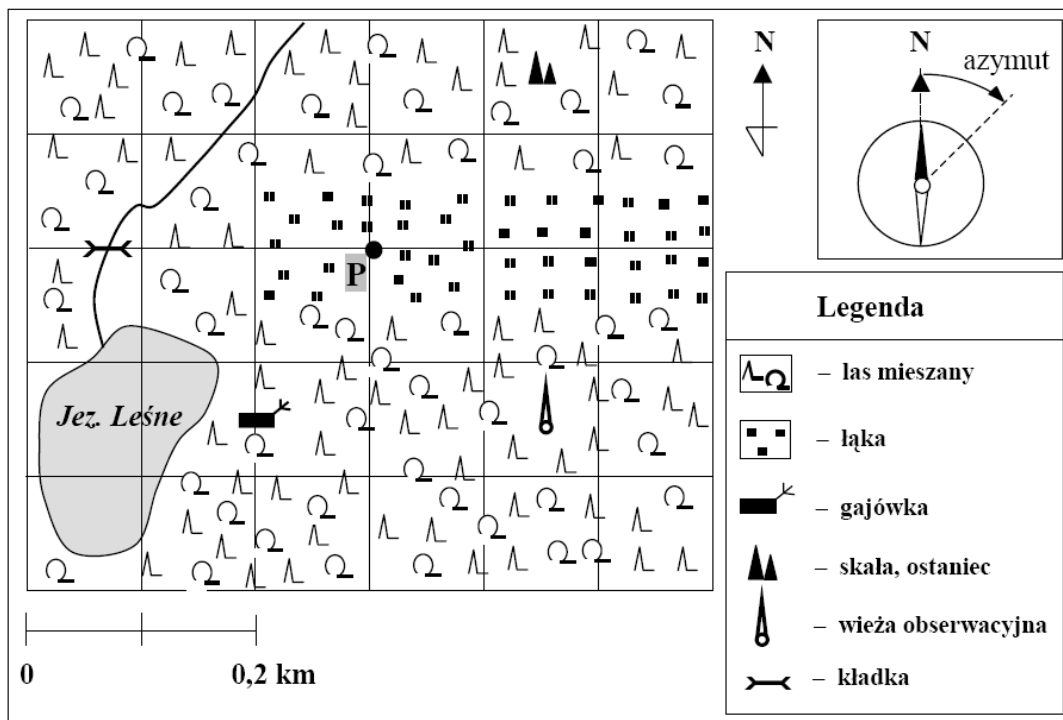 N
N
azymut
P
Jez. Leśne
0
0,2 km
Legenda
– las mieszany
– łąka
– gajówka
– skała, ostaniec
– wieża obserwacyjna
– kładka